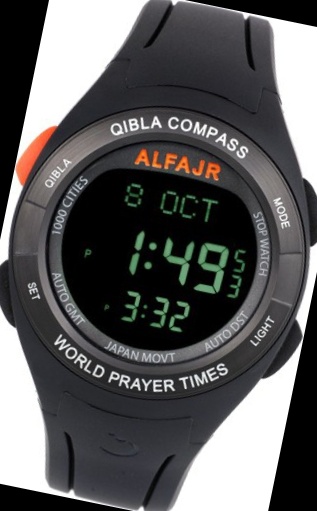 QIBLA COMPASS
ALFAJR
QIBLA
1000 CITIES
MODE
STOP WATCH
8 OCT
P 1:49 53
P 3:32
SET
AUTO GMT
JAPAN MOVT
AUTO DST
LIGHT
WORLD PRAYER TIMES